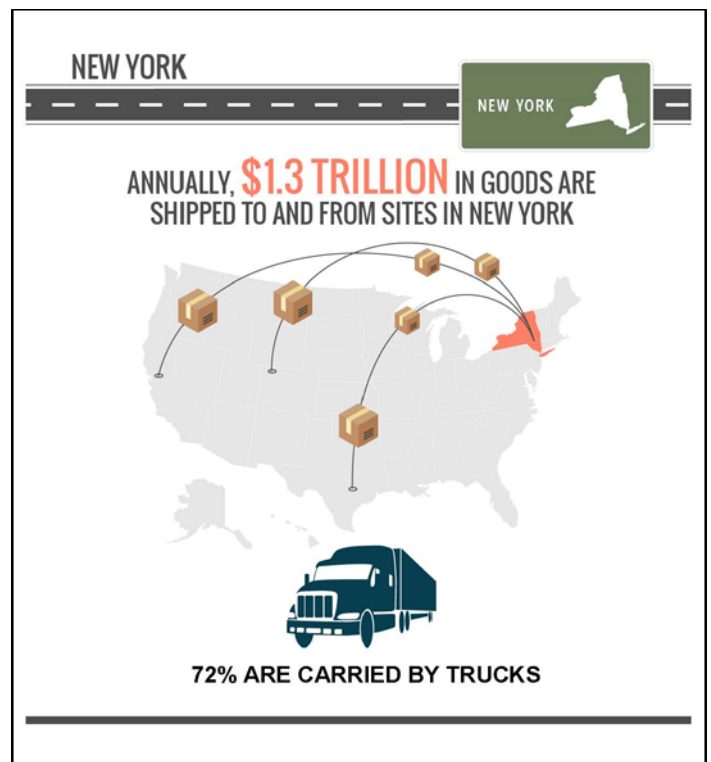 NEW YORK
NEW YORK
ANNUALLY, $1.3 TRILLION IN GOODS ARE
SHIPPED TO AND FROM SITES IN NEW YORK
72% ARE CARRIED BY TRUCKS